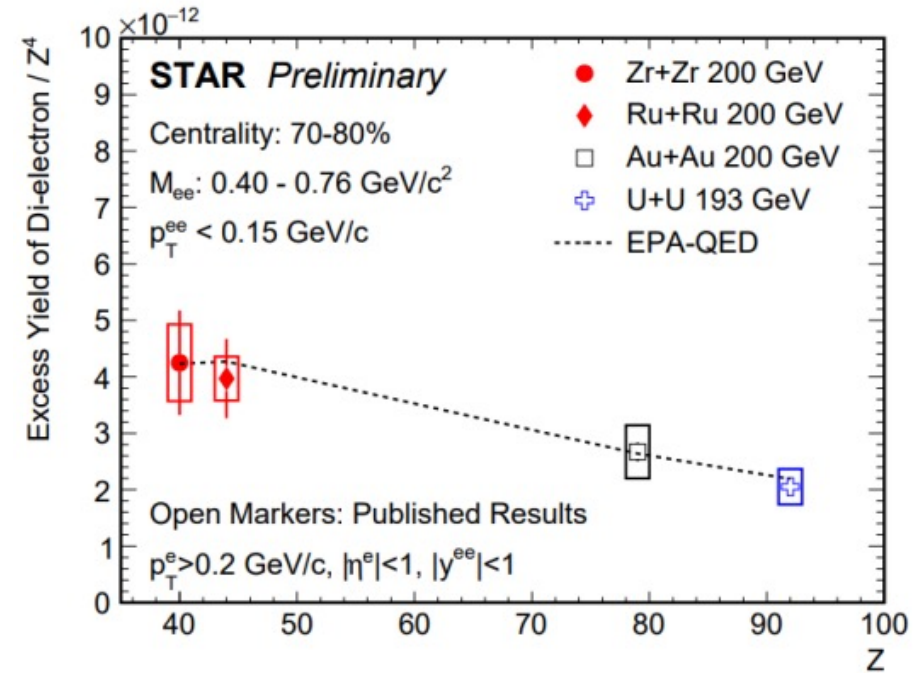 ×10⁻¹²
Excess Yield of Di-electron / Z⁴
10
9
8
7
6
5
4
3
2
1
0
STAR Preliminary
Centrality: 70-80%
Mₑₑ: 0.40 - 0.76 GeV/c²
p_T^ee < 0.15 GeV/c
Zr+Zr 200 GeV
Ru+Ru 200 GeV
Au+Au 200 GeV
U+U 193 GeV
EPA-QED
Open Markers: Published Results
p_T^e>0.2 GeV/c, |η^e|<1, |y^ee|<1
40 50 60 70 80 90 100
Z